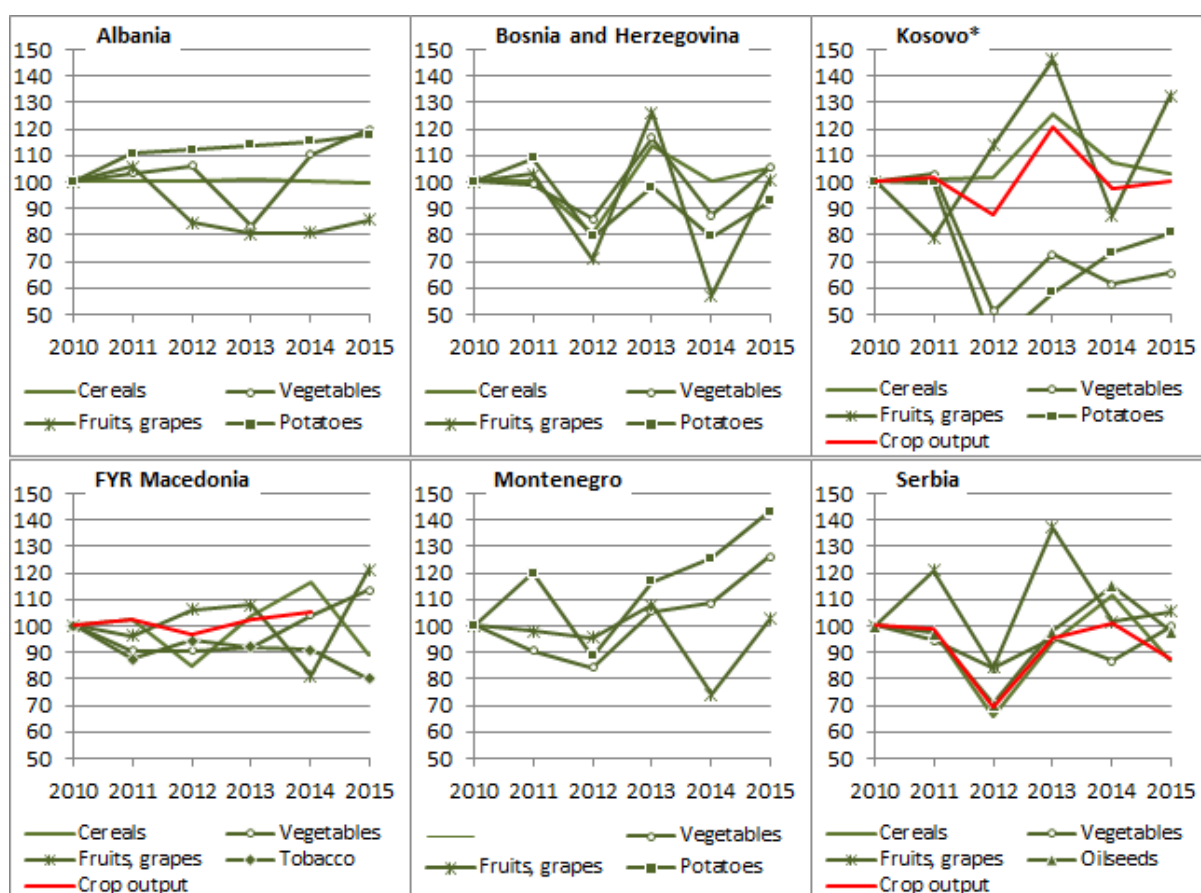 Albania
150
140
130
120
110
100
90
80
70
60
50
2010 2011 2012 2013 2014 2015
Cereals Vegetables
Fruits, grapes Potatoes
Bosnia and Herzegovina
150
140
130
120
110
100
90
80
70
60
50
2010 2011 2012 2013 2014 2015
Cereals Vegetables
Fruits, grapes Potatoes
Kosovo*
150
140
130
120
110
100
90
80
70
60
50
2010 2011 2012 2013 2014 2015
Cereals Vegetables
Fruits, grapes Potatoes
Crop output
FYR Macedonia
150
140
130
120
110
100
90
80
70
60
50
2010 2011 2012 2013 2014 2015
Cereals Vegetables
Fruits, grapes Tobacco
Crop output
Montenegro
150
140
130
120
110
100
90
80
70
60
50
2010 2011 2012 2013 2014 2015
Vegetables
Fruits, grapes Potatoes
Serbia
150
140
130
120
110
100
90
80
70
60
50
2010 2011 2012 2013 2014 2015
Cereals Vegetables
Fruits, grapes Oilseeds
Crop output